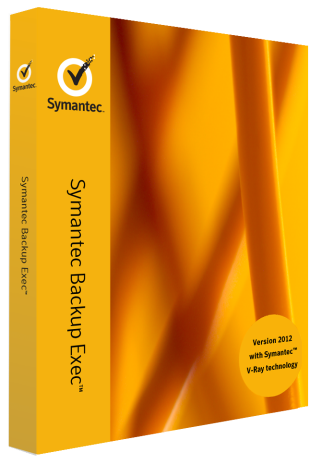 Symantec.
Symantec Backup Exec™
Symantec.
Symantec Backup Exec™
Version 2012
with Symantec™
V-Ray technology